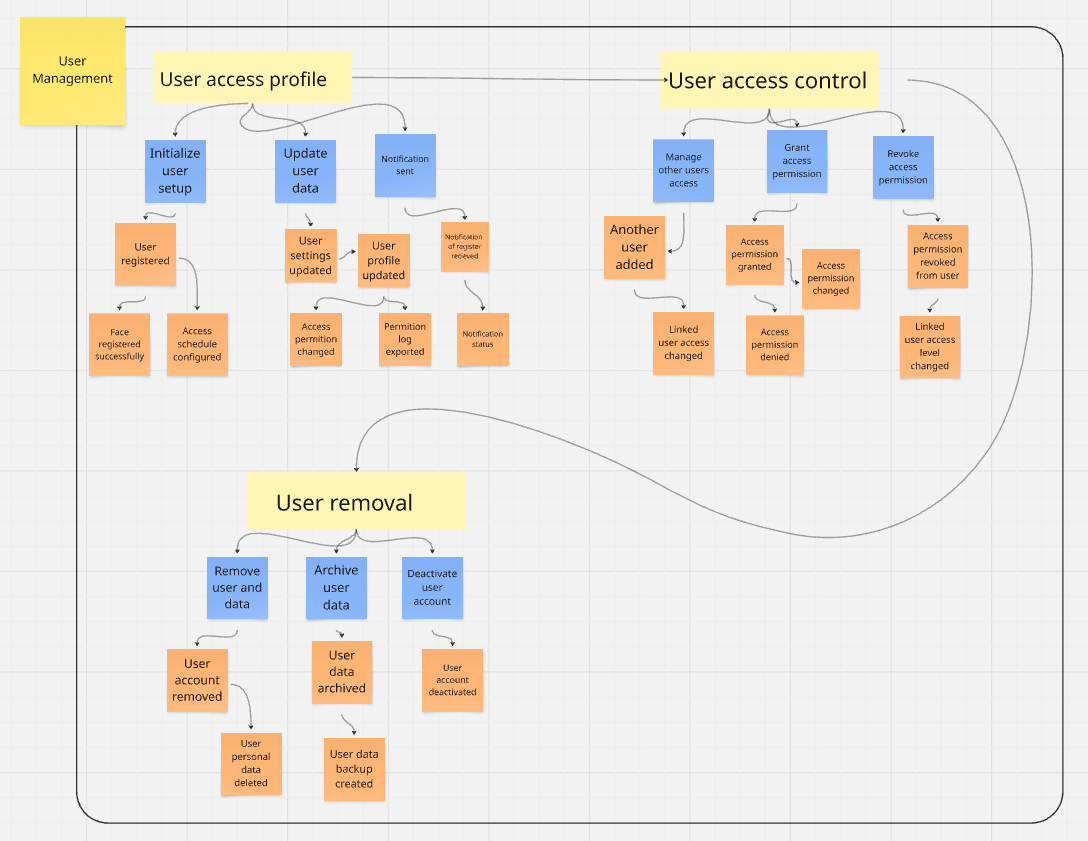 User
Management
User access profile
User access control
Initialize
user
setup
Update
user
data
Notification
sent
Manage
other users
access
Grant
access
permission
Revoke
access
permission
User
registered
User
settings
updated
User
profile
updated
Notification
of register
recieved
Another
user
added
Access
permission
granted
Access
permission
changed
Access
permission
revoked
from user
Face
registered
successfully
Access
schedule
configured
Access
permition
changed
Permition
log
exported
Notification
status
Linked
user access
changed
Access
permission
denied
Linked
user access
level
changed
User removal
Remove
user and
data
Archive
user
data
Deactivate
user
account
User
account
removed
User
data
archived
User
account
deactivated
User
personal
data
deleted
User data
backup
created